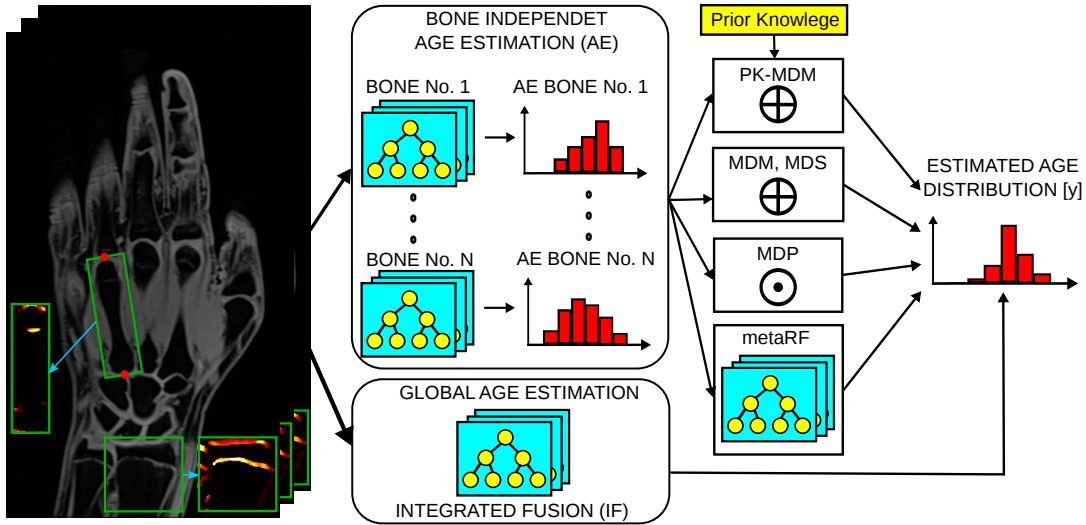 BONE INDEPENDET
AGE ESTIMATION (AE)
BONE No. 1
AE BONE No. 1
BONE No. N
AE BONE No. N
GLOBAL AGE ESTIMATION
INTEGRATED FUSION (IF)
Prior Knowlege
PK-MDM
MDM, MDS
MDP
metaRF
ESTIMATED AGE
DISTRIBUTION [y]